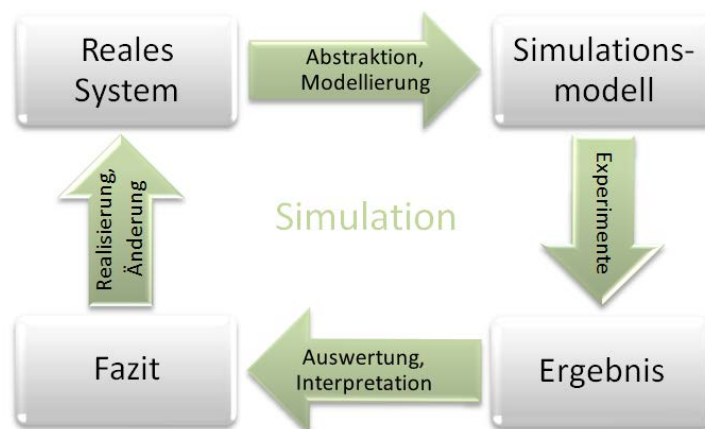 Reales
System
Abstraktion,
Modellierung
Simulations-
modell
Experimente
Simulation
Realisierung,
Änderung
Fazit
Auswertung,
Interpretation
Ergebnis